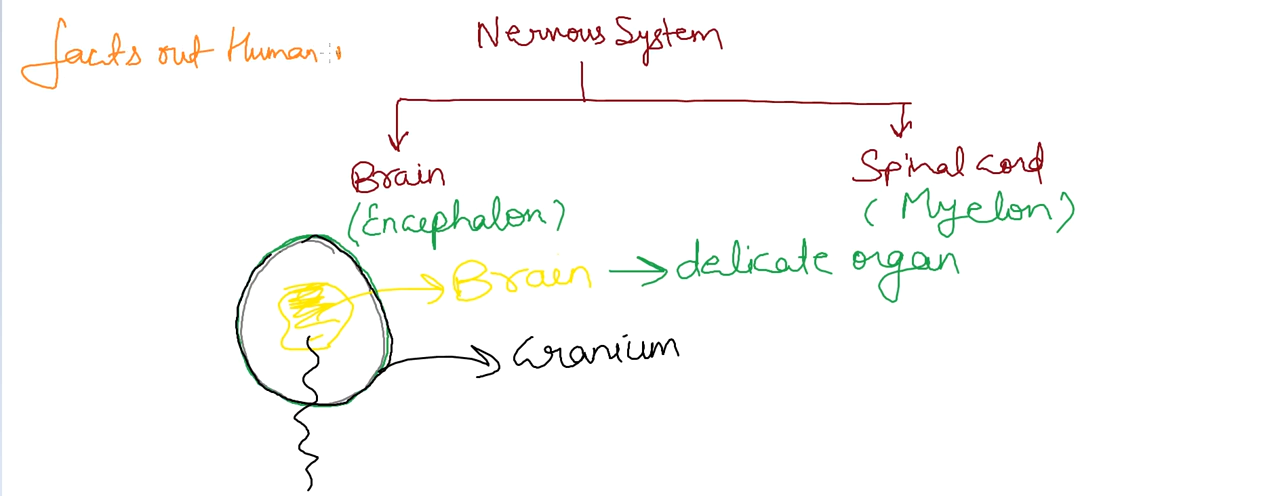 facts out Human
Nervous System
Brain
(Encephalon)
Spinal cord
(Myelon)
Brain → delicate organ
Cranium